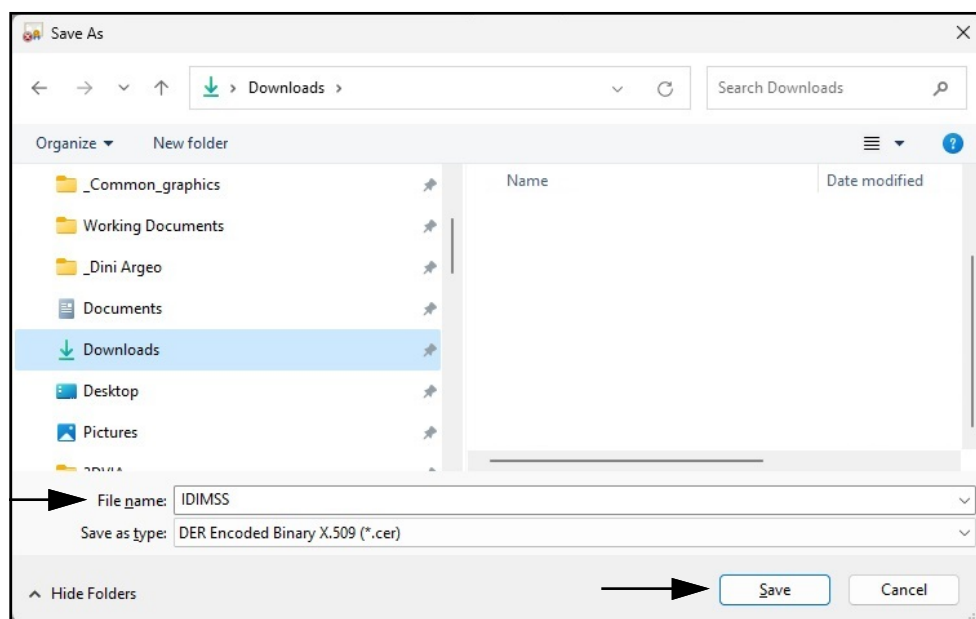 Save As
Downloads
Search Downloads
Organize
New folder
?
_Common_graphics
Name
Date modified
Working Documents
_Dini Argeo
Documents
Downloads
Desktop
Pictures
File name: IDIMSS
Save as type: DER Encoded Binary X.509 (*.cer)
Hide Folders
Save
Cancel